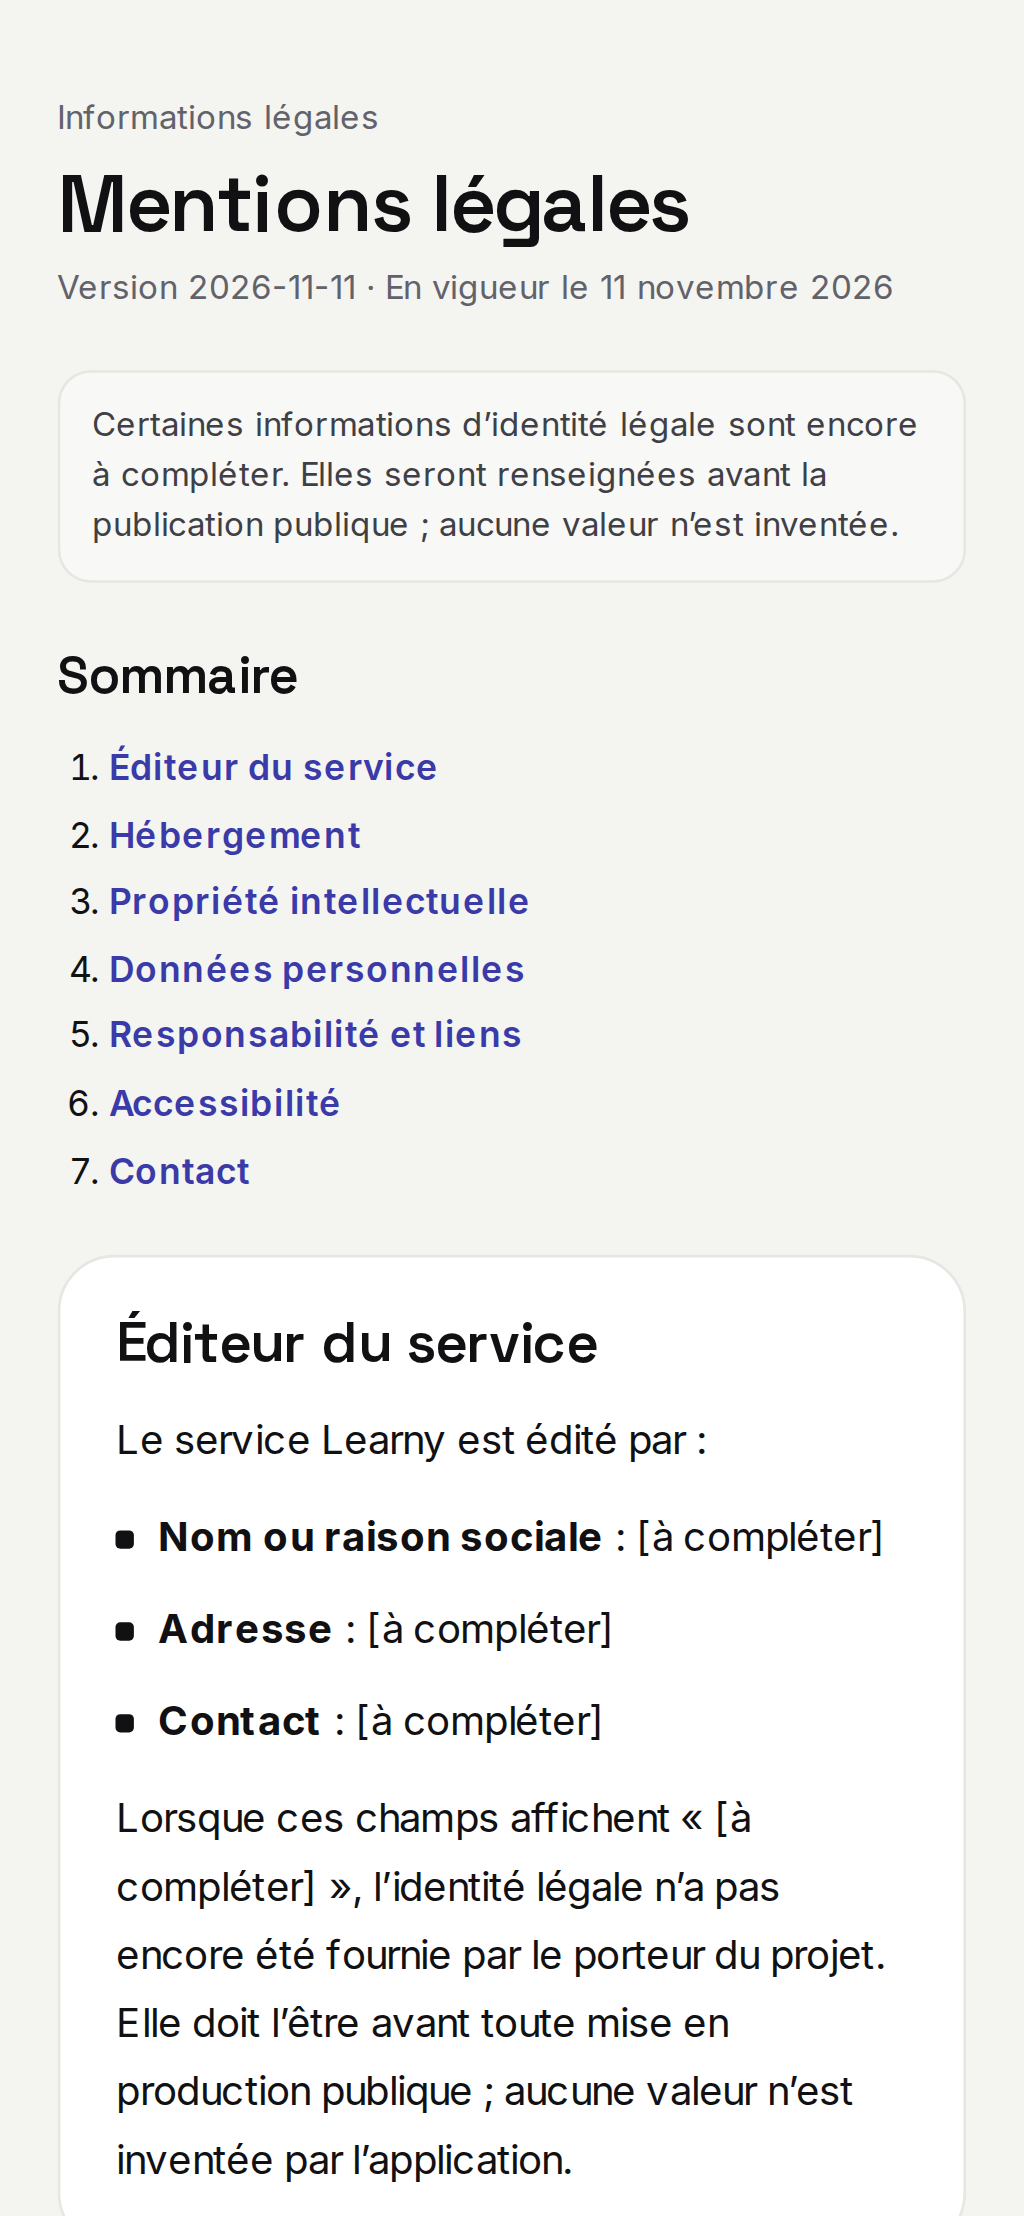 Informations légales
Mentions légales
Version 2026-11-11 · En vigueur le 11 novembre 2026
Certaines informations d’identité légale sont encore
à compléter. Elles seront renseignées avant la
publication publique ; aucune valeur n’est inventée.
Sommaire
1. Éditeur du service
2. Hébergement
3. Propriété intellectuelle
4. Données personnelles
5. Responsabilité et liens
6. Accessibilité
7. Contact
Éditeur du service
Le service Learny est édité par :
Nom ou raison sociale : [à compléter]
Adresse : [à compléter]
Contact : [à compléter]
Lorsque ces champs affichent « [à
compléter] », l’identité légale n’a pas
encore été fournie par le porteur du projet.
Elle doit l’être avant toute mise en
production publique ; aucune valeur n’est
inventée par l’application.